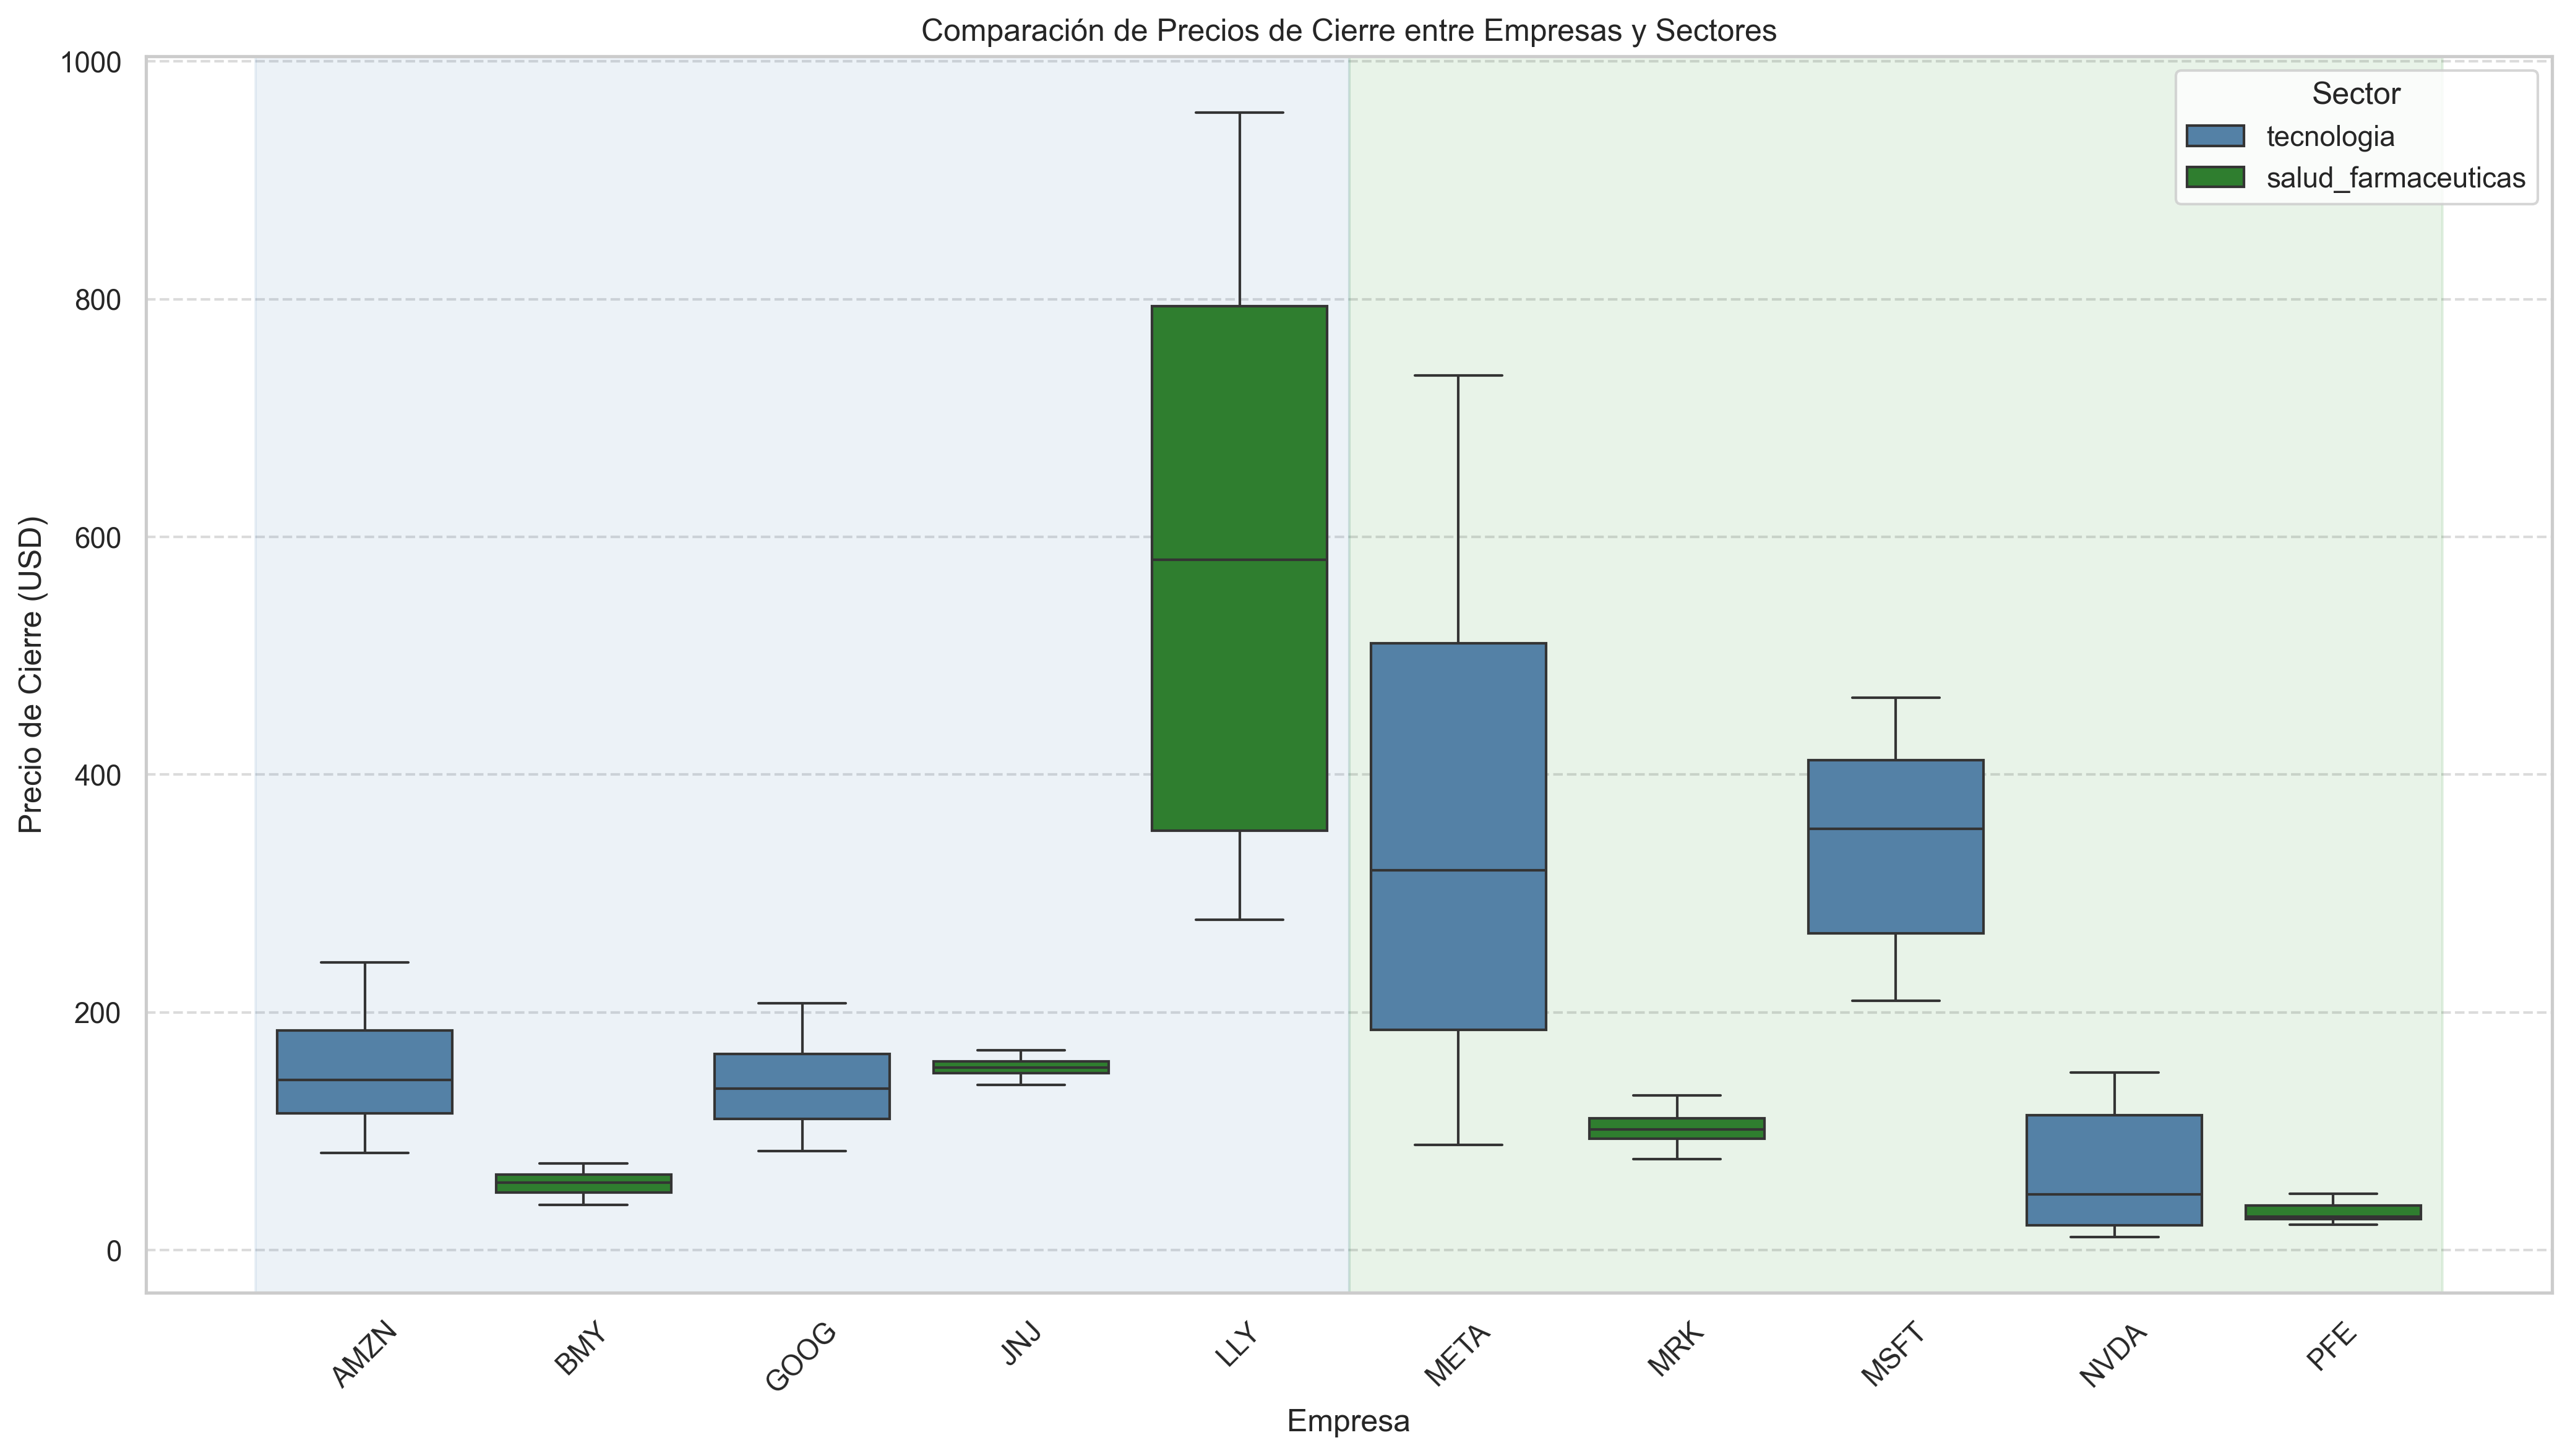 Comparación de Precios de Cierre entre Empresas y Sectores
Sector
tecnologia
salud_farmaceuticas
Precio de Cierre (USD)
1000
800
600
400
200
0
AMZN
BMY
GOOG
JNJ
LLY
META
MRK
MSFT
NVDA
PFE
Empresa